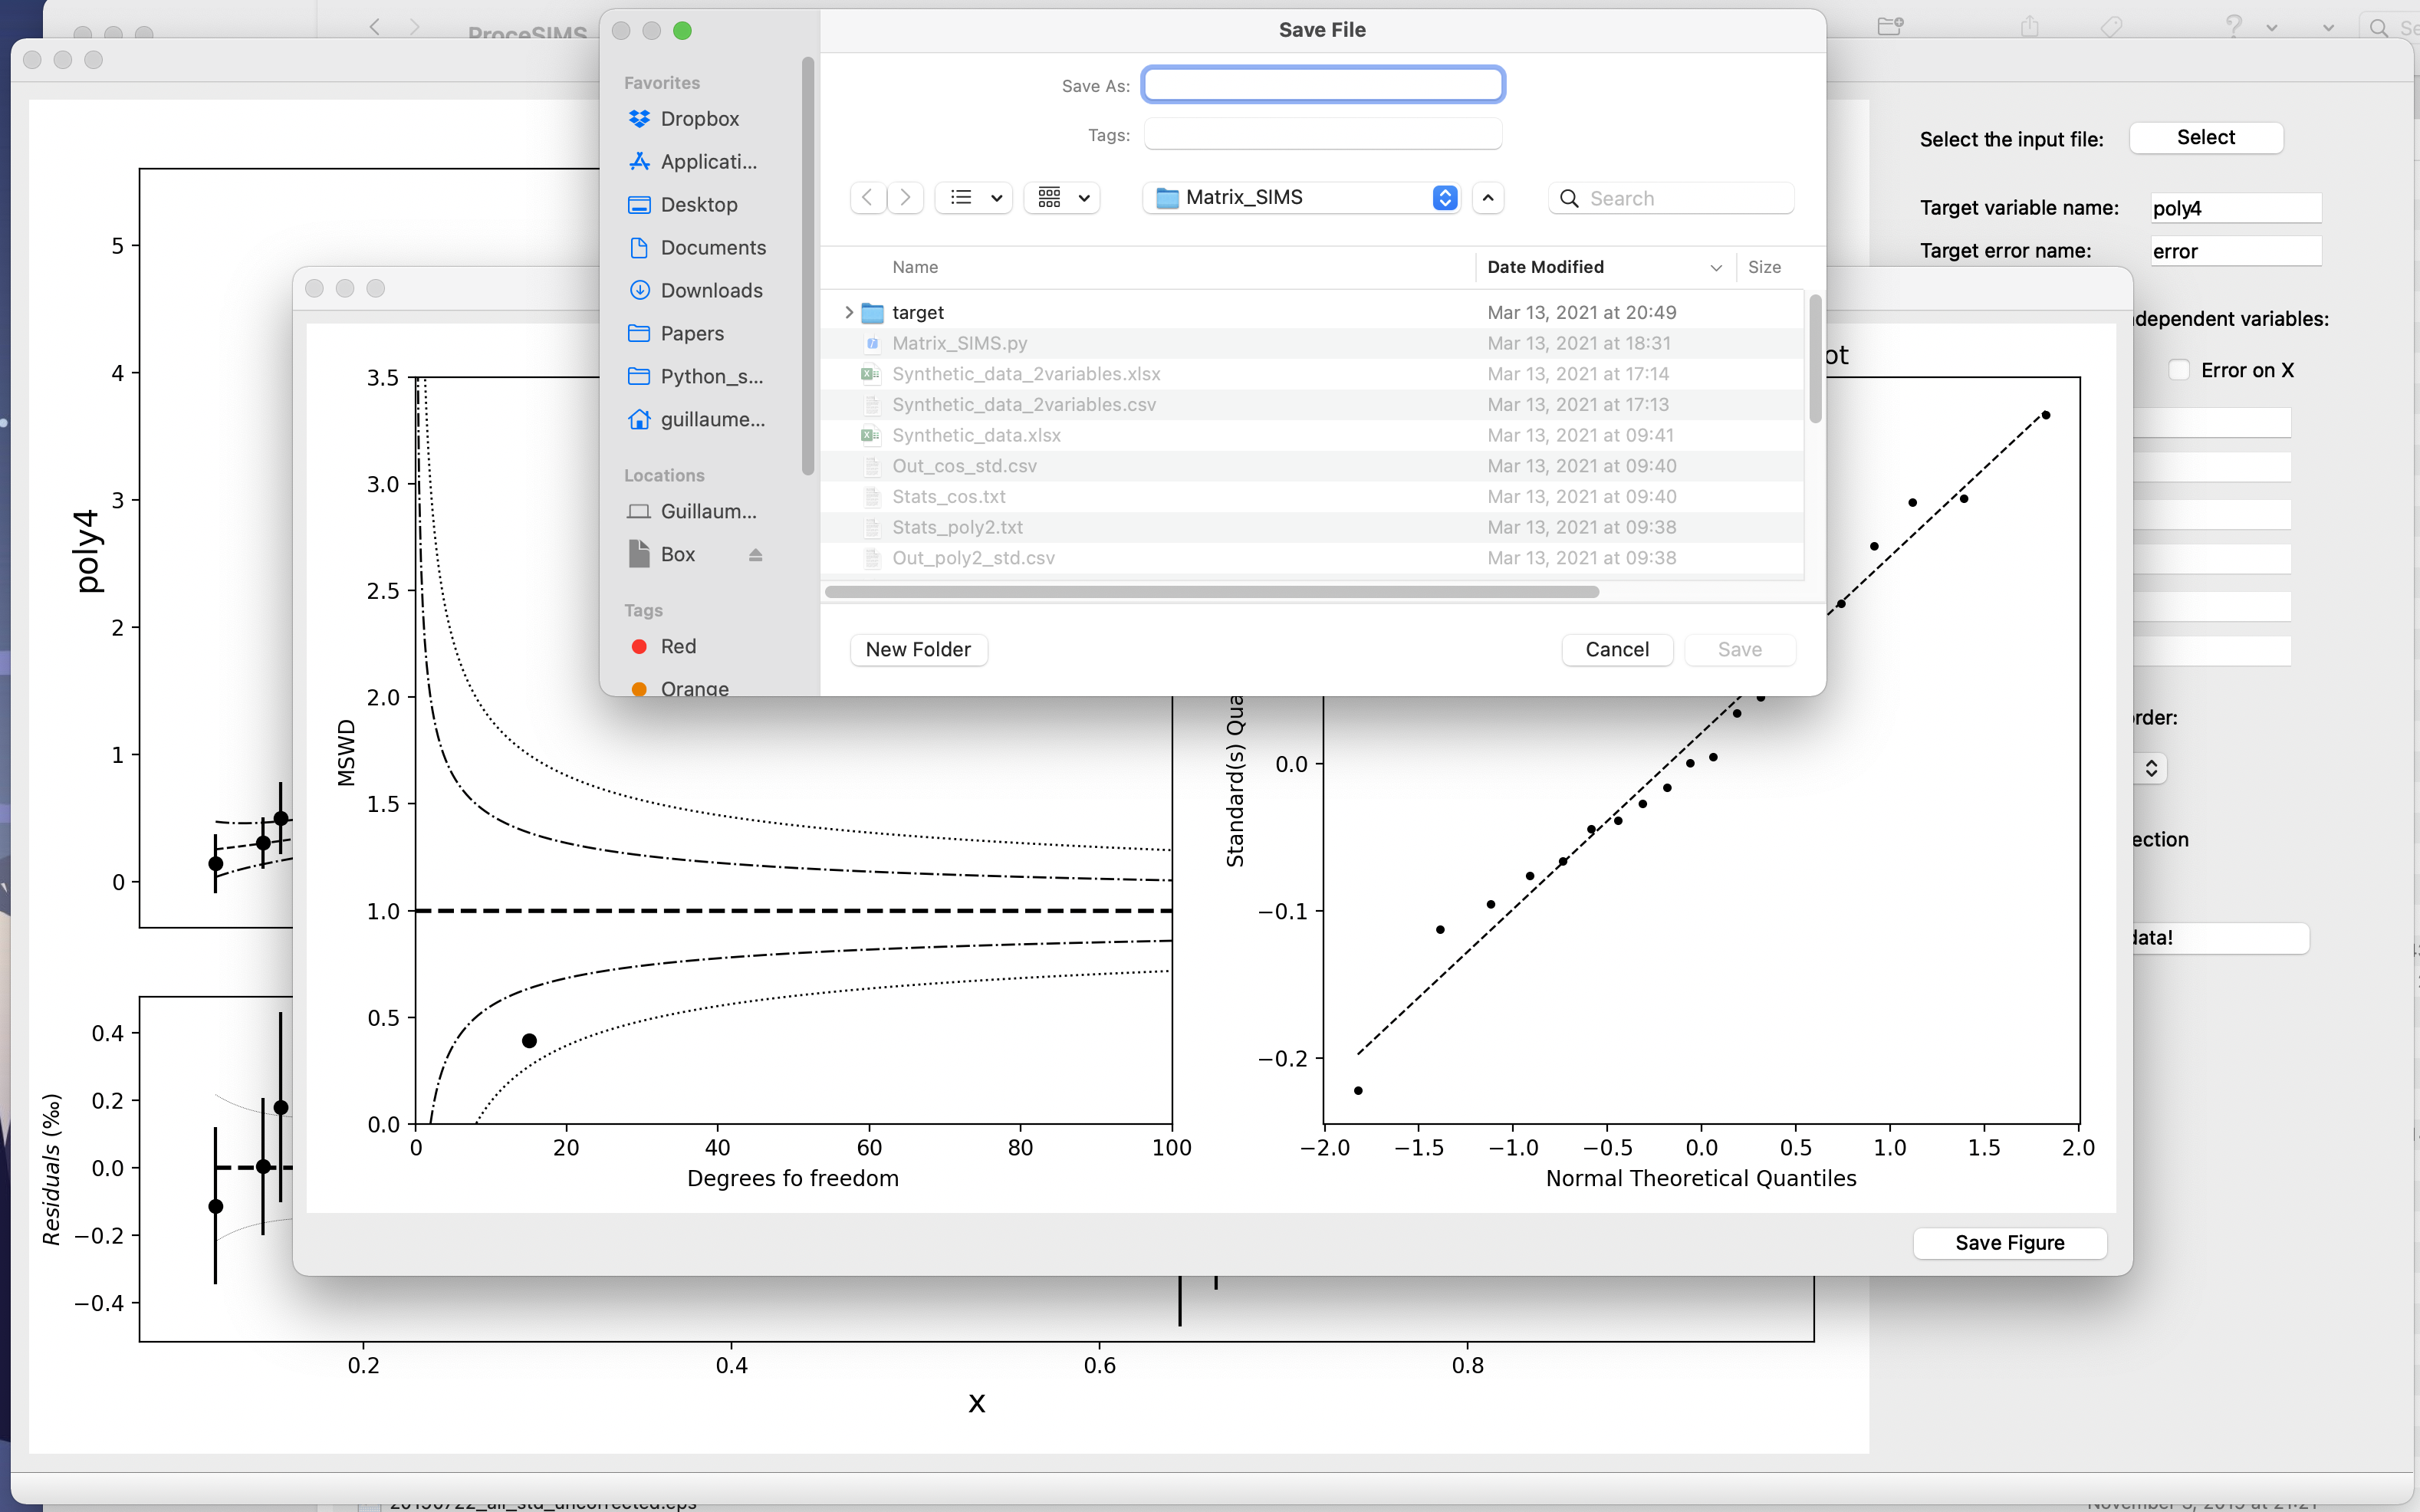 ProceSIMS
Save File
Favorites
Dropbox
Applicati...
Desktop
Documents
Downloads
Papers
Python_s...
guillaume...
Locations
Guillaum...
Box
Tags
Red
Orange
Save As:
Tags:
Matrix_SIMS
Search
Name Date Modified Size
target Mar 13, 2021 at 20:49
Matrix_SIMS.py Mar 13, 2021 at 18:31
Synthetic_data_2variables.xlsx Mar 13, 2021 at 17:14
Synthetic_data_2variables.csv Mar 13, 2021 at 17:13
Synthetic_data.xlsx Mar 13, 2021 at 09:41
Out_cos_std.csv Mar 13, 2021 at 09:40
Stats_cos.txt Mar 13, 2021 at 09:40
Stats_poly2.txt Mar 13, 2021 at 09:38
Out_poly2_std.csv Mar 13, 2021 at 09:38
New Folder Cancel Save
Select the input file: Select
Target variable name: poly4
Target error name: error
dependent variables:
Error on X
rder:
ection
data!
poly4
5
4
3
2
1
0
Residuals (‰)
0.4
0.2
0.0
−0.2
−0.4
0.2 0.4 0.6 0.8
x
MSWD
3.5
3.0
2.5
2.0
1.5
1.0
0.5
0.0
0 20 40 60 80 100
Degrees fo freedom
ot
Standard(s) Qua
0.0
−0.1
−0.2
−2.0 −1.5 −1.0 −0.5 0.0 0.5 1.0 1.5 2.0
Normal Theoretical Quantiles
Save Figure